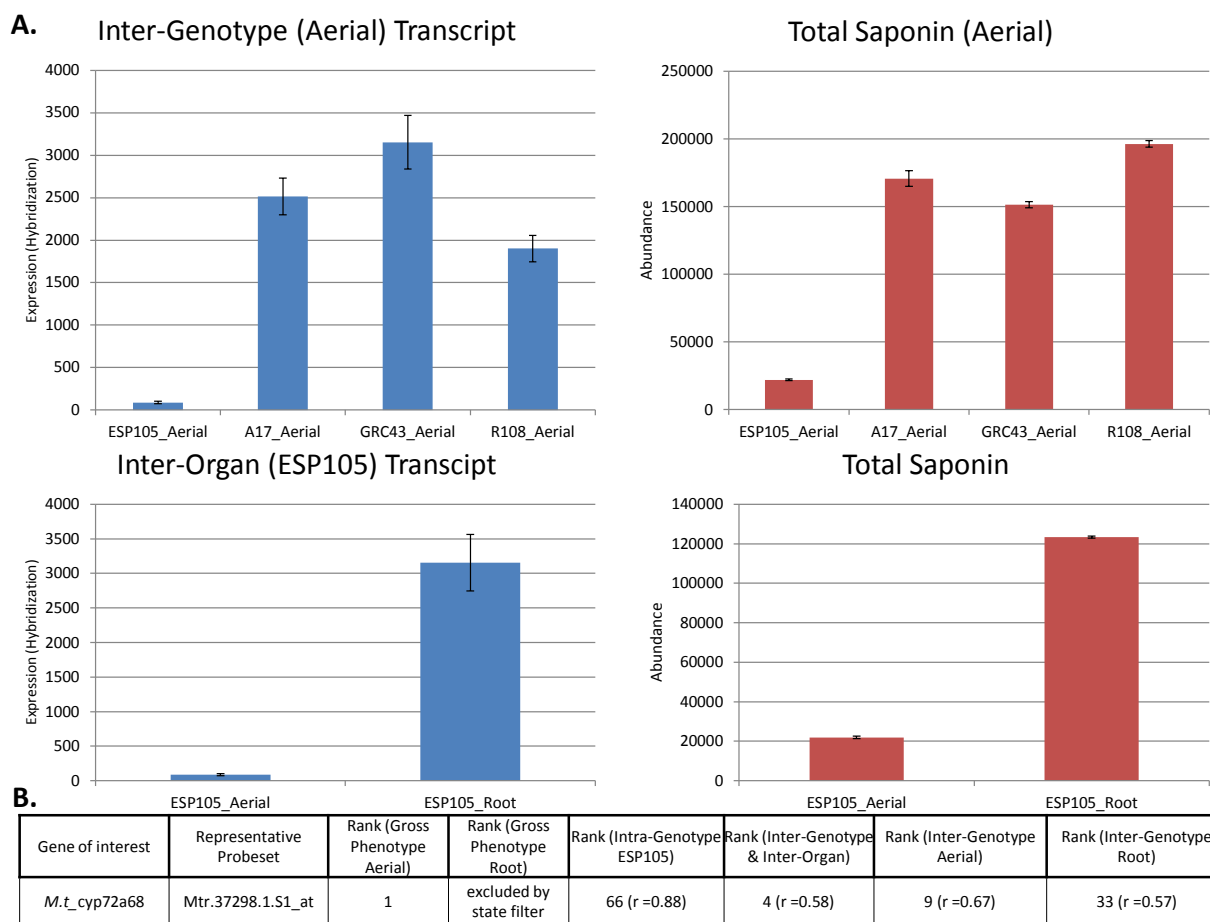 A.
Inter-Genotype (Aerial) Transcript
Expression (Hybridization)
4000
3500
3000
2500
2000
1500
1000
500
0
ESP105_Aerial A17_Aerial GRC43_Aerial R108_Aerial
Total Saponin (Aerial)
Abundance
250000
200000
150000
100000
50000
0
ESP105_Aerial A17_Aerial GRC43_Aerial R108_Aerial
Inter-Organ (ESP105) Transcipt
Expression (Hybridization)
4000
3500
3000
2500
2000
1500
1000
500
0
ESP105_Aerial ESP105_Root
Total Saponin
Abundance
140000
120000
100000
80000
60000
40000
20000
0
ESP105_Aerial ESP105_Root
B.
Gene of interest
Representative
Probeset
Rank (Gross
Phenotype
Aerial)
Rank (Gross
Phenotype
Root)
Rank (Intra-Genotype
ESP105)
Rank (Inter-Genotype
& Inter-Organ)
Rank (Inter-Genotype
Aerial)
Rank (Inter-Genotype
Root)
M.t_cyp72a68
Mtr.37298.1.S1_at
1
excluded by
state filter
66 (r =0.88)
4 (r =0.58)
9 (r =0.67)
33 (r =0.57)